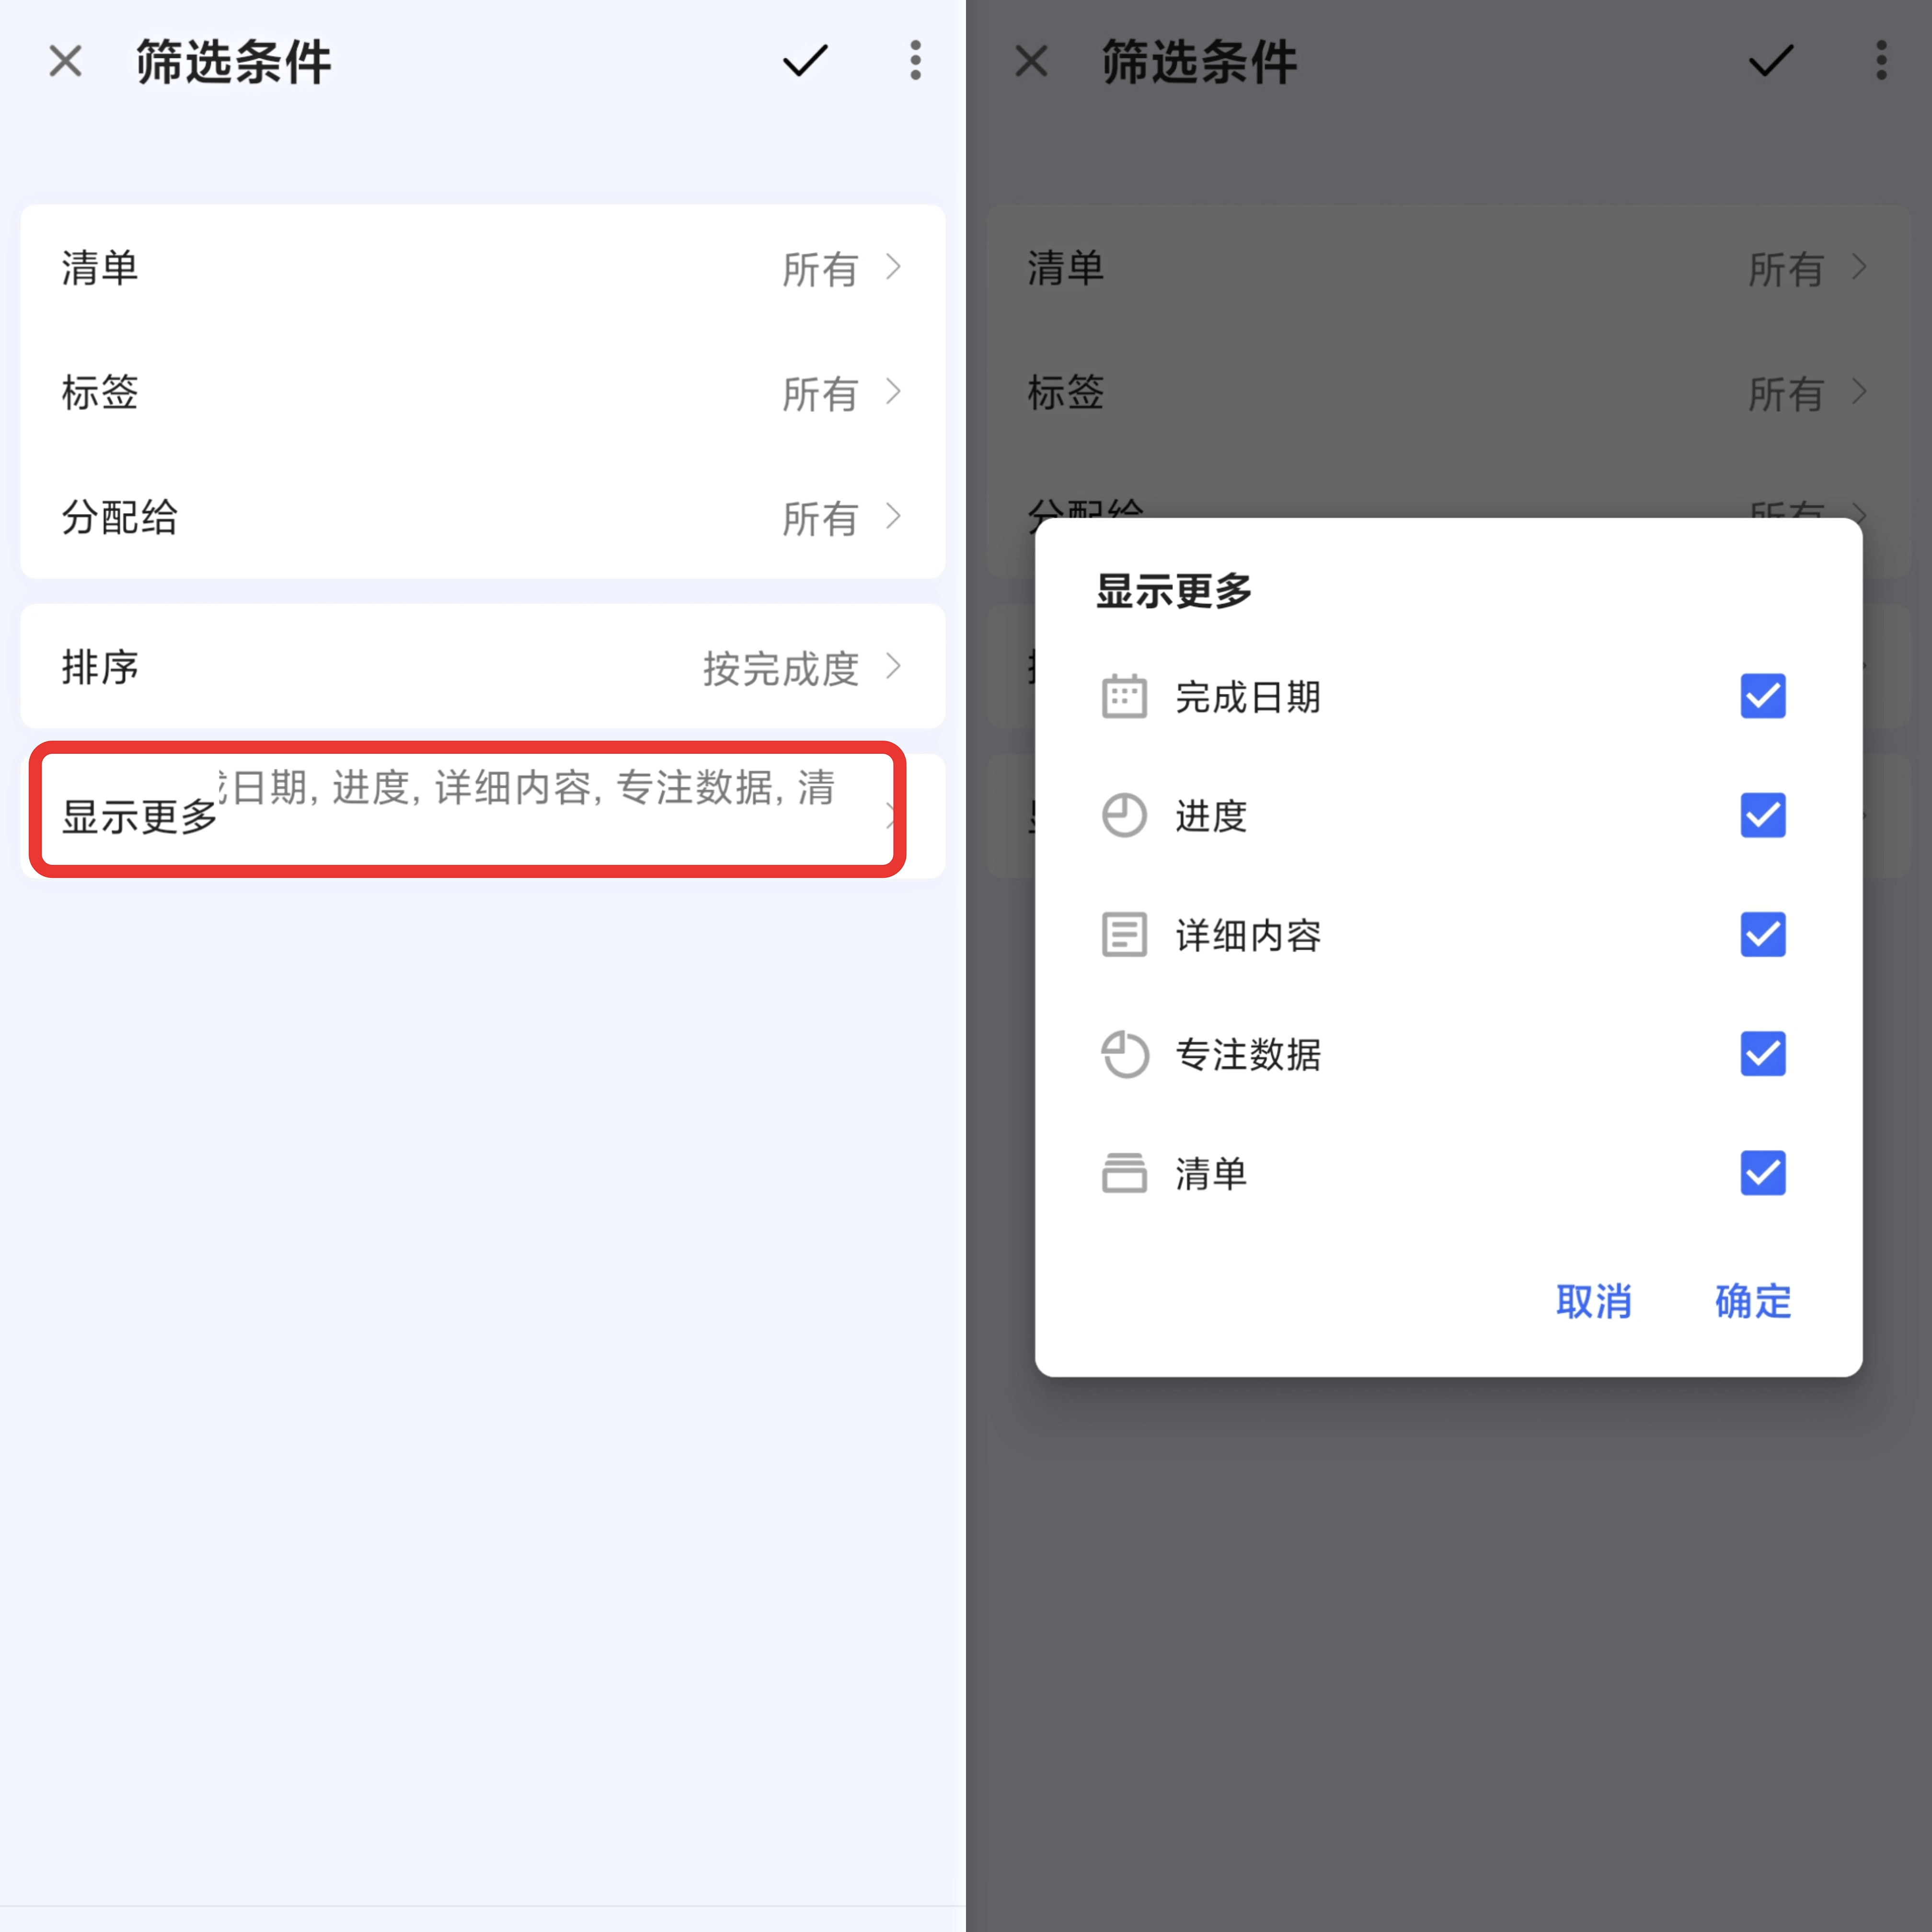 筛选条件
清单 所有
标签 所有
分配给 所有
排序 按完成度
日期, 进度, 详细内容, 专注数据, 清
显示更多
筛选条件
清单 所有
标签 所有
分配给 所有
显示更多
完成日期
进度
详细内容
专注数据
清单
取消 确定